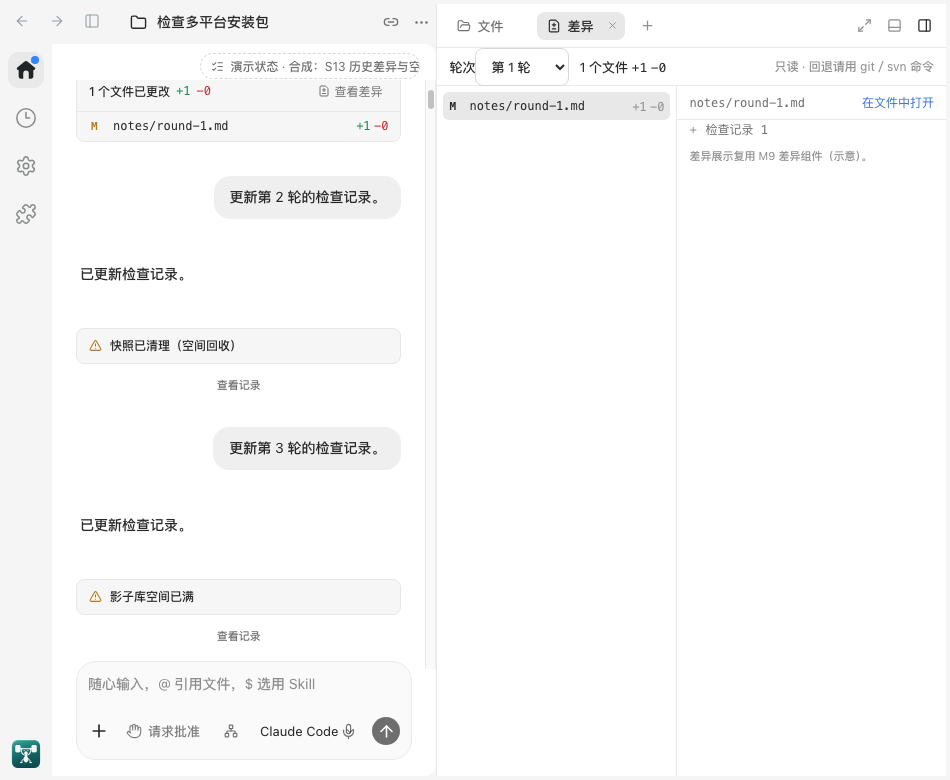 检查多平台安装包
演示状态 · 合成：S13 历史差异与空
1 个文件已更改 +1 −0 查看差异
M notes/round-1.md +1 −0
更新第 2 轮的检查记录。
已更新检查记录。
快照已清理（空间回收）
查看记录
更新第 3 轮的检查记录。
已更新检查记录。
影子库空间已满
查看记录
随心输入，@ 引用文件，$ 选用 Skill
请求批准 Claude Code
文件 差异
轮次 第 1 轮 1 个文件 +1 −0 只读 · 回退请用 git / svn 命令
M notes/round-1.md +1 −0
notes/round-1.md 在文件中打开
+ 检查记录 1
差异展示复用 M9 差异组件（示意）。